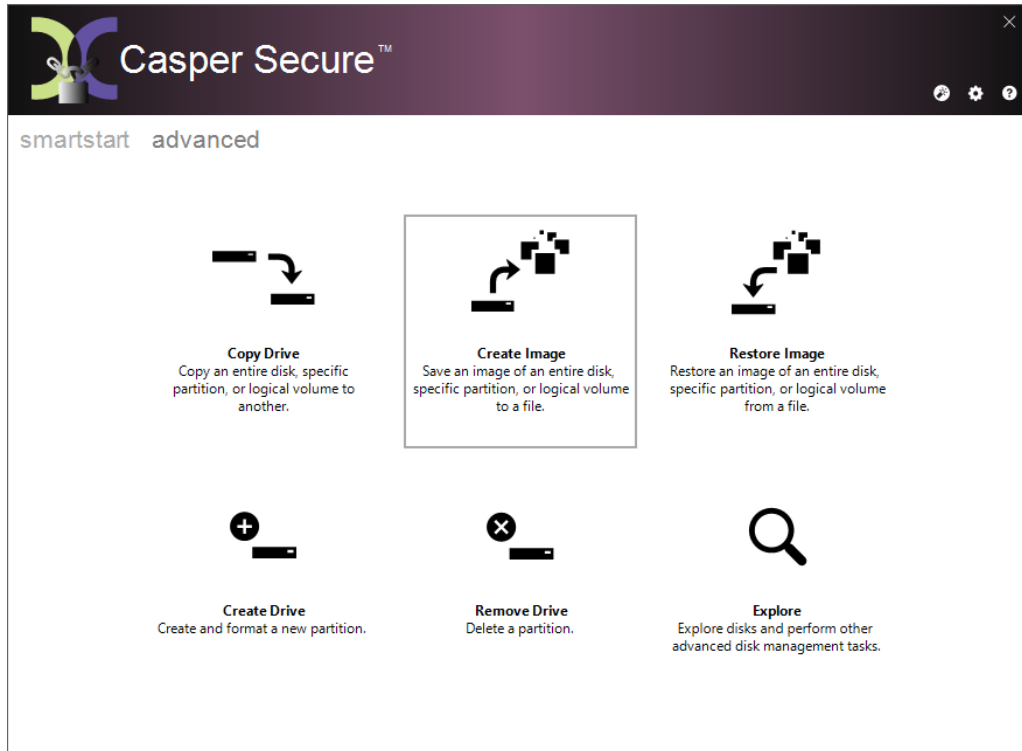 Casper Secure™
smartstart advanced
Copy Drive
Copy an entire disk, specific
partition, or logical volume to
another.
Create Image
Save an image of an entire disk,
specific partition, or logical volume
to a file.
Restore Image
Restore an image of an entire disk,
specific partition, or logical volume
from a file.
Create Drive
Create and format a new partition.
Remove Drive
Delete a partition.
Explore
Explore disks and perform other
advanced disk management tasks.